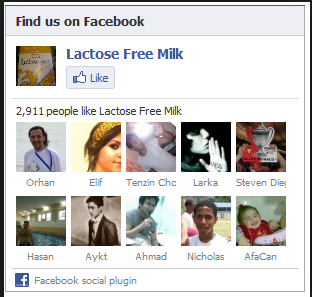 Find us on Facebook
Lactose Free Milk
Like
2,911 people like Lactose Free Milk
Orhan Elif Tenzin Cho Larka Steven Dieg
Hasan Aykt Ahmad Nicholas AfaCan
Facebook social plugin